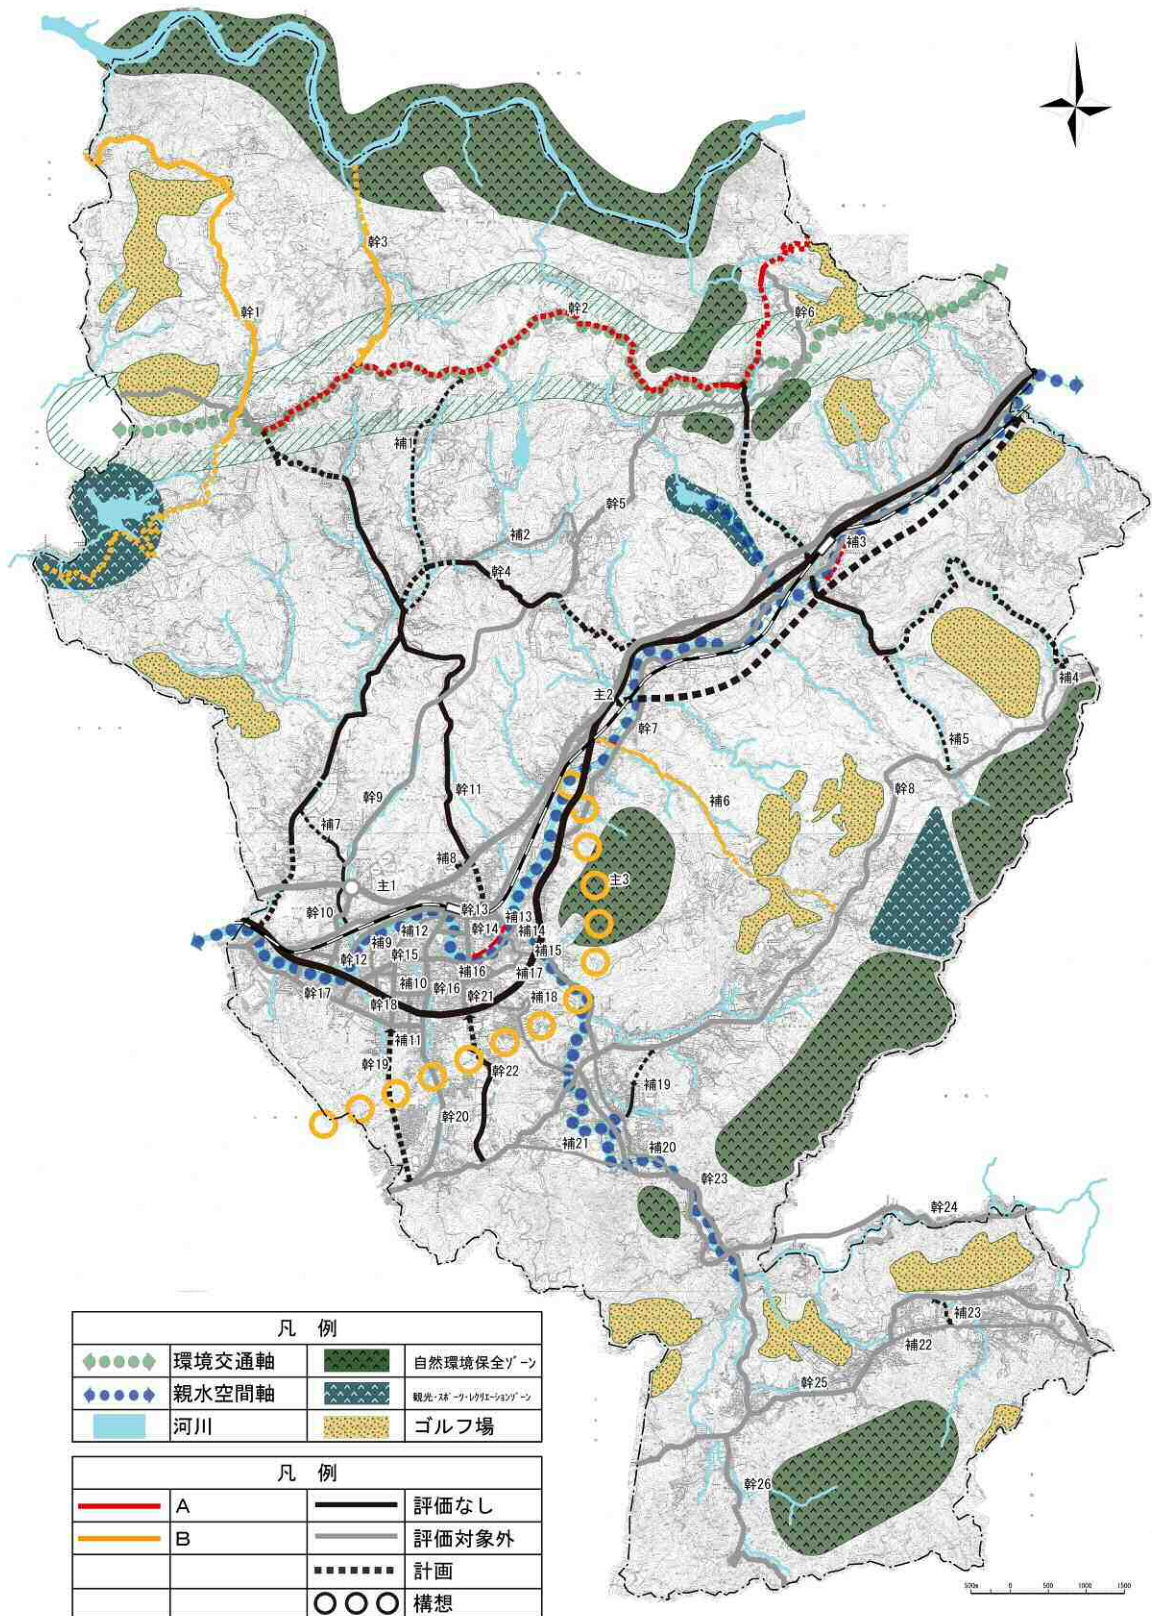 幹3
幹2
幹6
幹1
補1
幹5
補2
補3
幹4
補4
主2
幹7
補5
幹8
補6
幹9
幹11
補7
補8
主1
主3
幹13
幹10
補13
補12
幹14
補14
補9
幹15
補15
幹12
補16
補17
補10
幹16
幹17
幹18
幹21
補18
補11
幹19
幹22
補19
幹20
補21
補20
幹23
幹24
補23
補22
幹25
幹26
凡 例
環境交通軸 自然環境保全ゾーン
親水空間軸 観光・スポーツ・レクリエーションゾーン
河川 ゴルフ場
凡 例
A 評価なし
B 評価対象外
計画
構想
500m 0 500 1000 1500